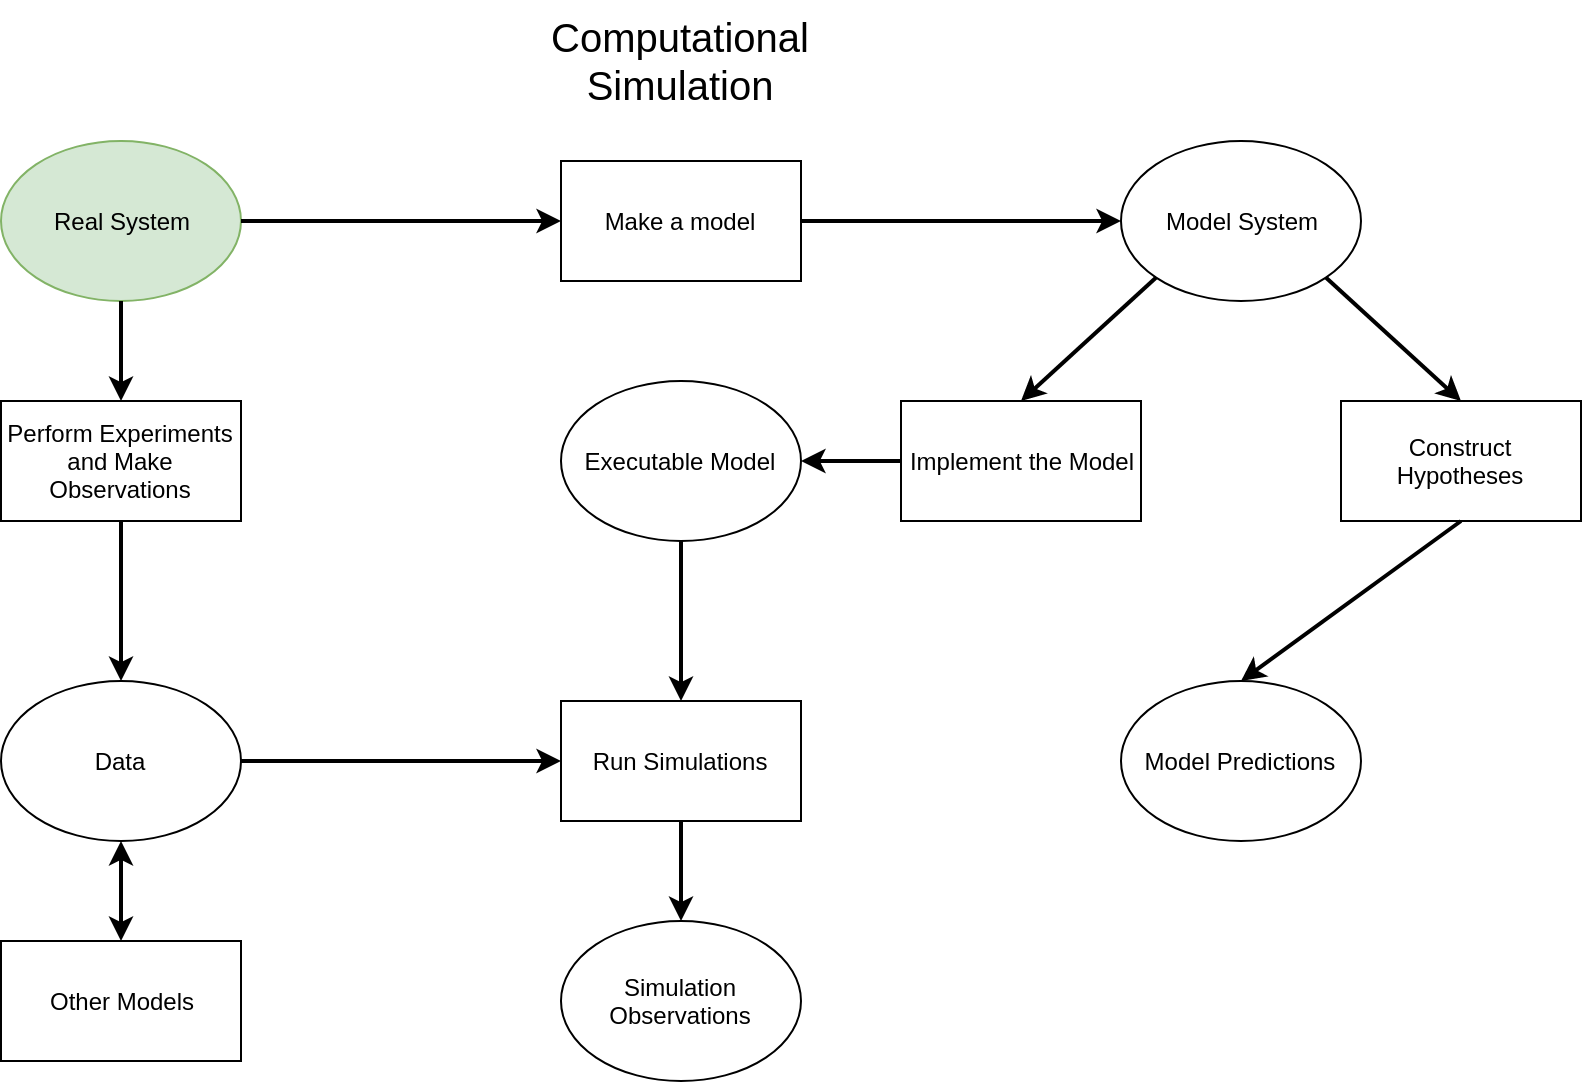 Computational
Simulation
Real System
Make a model
Model System
Perform Experiments
and Make
Observations
Executable Model
Implement the Model
Construct
Hypotheses
Data
Run Simulations
Model Predictions
Other Models
Simulation
Observations